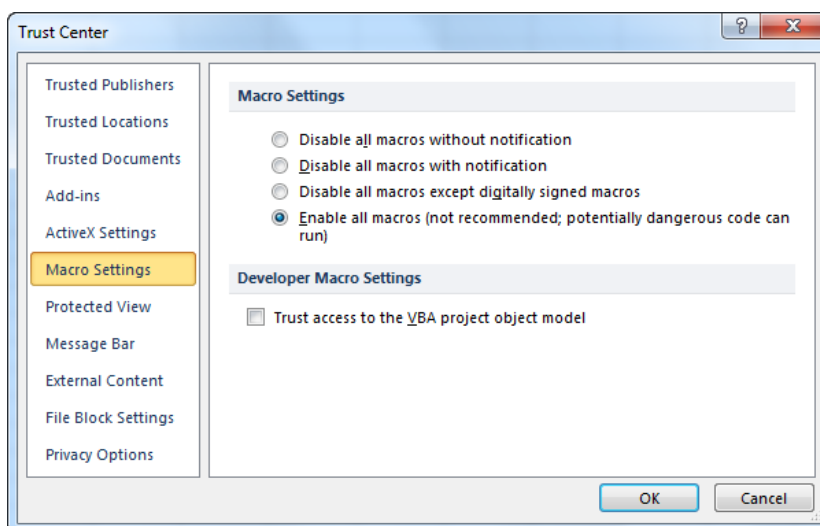 Trust Center
Trusted Publishers
Trusted Locations
Trusted Documents
Add-ins
ActiveX Settings
Macro Settings
Protected View
Message Bar
External Content
File Block Settings
Privacy Options
Macro Settings
Disable all macros without notification
Disable all macros with notification
Disable all macros except digitally signed macros
Enable all macros (not recommended; potentially dangerous code can
run)
Developer Macro Settings
Trust access to the VBA project object model
OK
Cancel